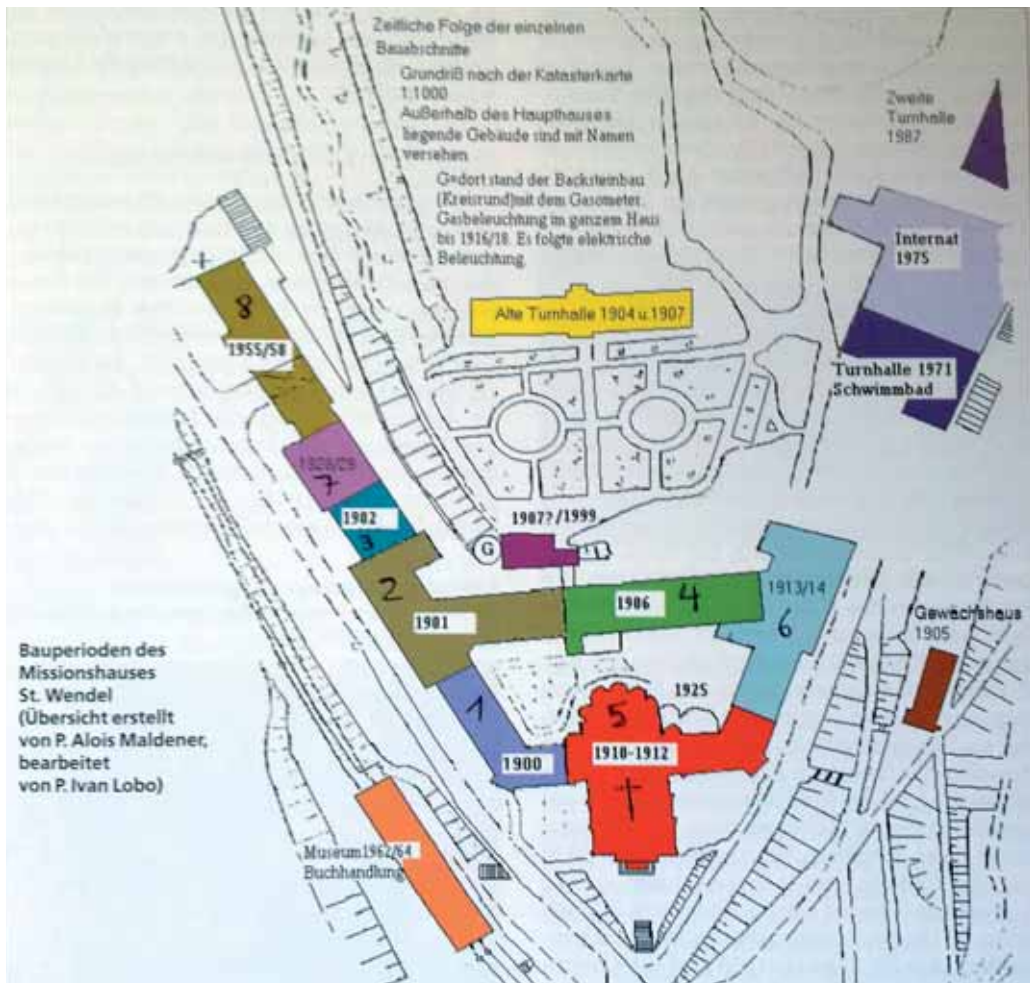 Zeitliche Folge der einzelnen
Bauabschnitte
Grundriß nach der Katasterkarte
1:1000
Außerhalb des Haupthauses
liegende Gebäude sind mit Namen
versehen
G=dort stand der Backsteinbau
(Kreisrund)mit dem Gasometer.
Gasbeleuchtung im ganzem Haus
bis 1916/18. Es folgte elektrische
Beleuchtung.
Zweite
Turnhalle
1987
Internat
1975
Turnhalle 1971
Schwimmbad
Alte Turnhalle 1904 u. 1907
8
1955/58
1928/29
7
1902
3
2
1901
1907?/1999
G
1906
4
1913/14
6
Gewächshaus
1905
1
1900
5
1910-1912
1925
Museum 1962/64
Buchhandlung
Bauperioden des
Missionshauses
St. Wendel
(Übersicht erstellt
von P. Alois Maldener,
bearbeitet
von P. Ivan Lobo)